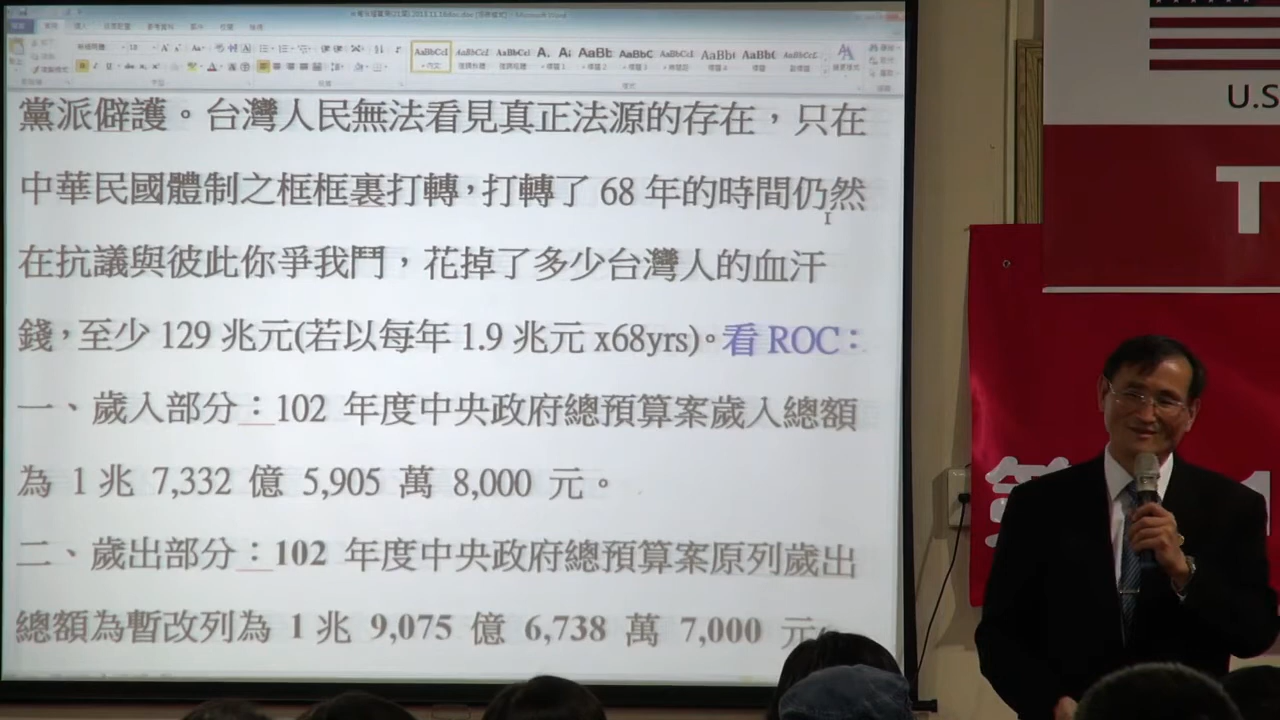 黨派僻護。台灣人民無法看見真正法源的存在，只在
中華民國體制之框框裏打轉，打轉了 68 年的時間仍然
在抗議與彼此你爭我鬥，花掉了多少台灣人的血汗
錢，至少 129 兆元(若以每年 1.9 兆元 x68yrs)。看 ROC：
一、歲入部分：102 年度中央政府總預算案歲入總額
為 1 兆 7,332 億 5,905 萬 8,000 元。
二、歲出部分：102 年度中央政府總預算案原列歲出
總額為暫改列為 1 兆 9,075 億 6,738 萬 7,000 元
U.S
T